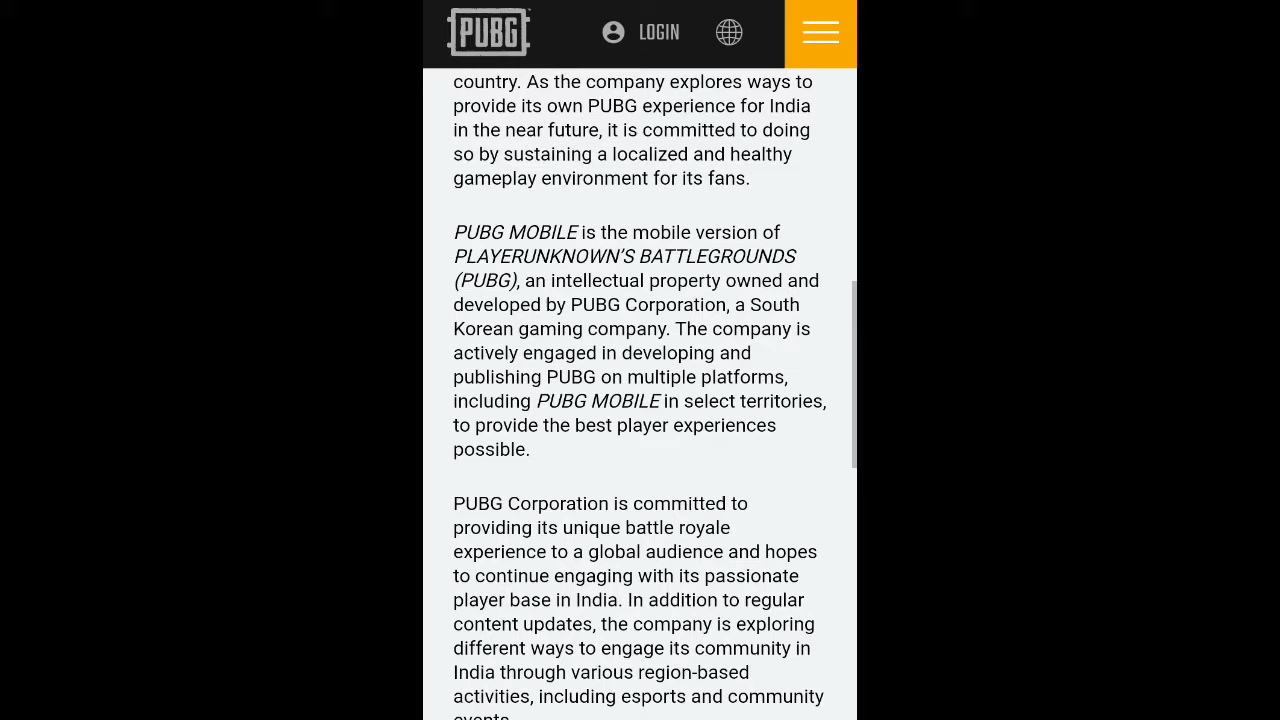 PUBG LOGIN
country. As the company explores ways to
provide its own PUBG experience for India
in the near future, it is committed to doing
so by sustaining a localized and healthy
gameplay environment for its fans.
PUBG MOBILE is the mobile version of
PLAYERUNKNOWN’S BATTLEGROUNDS
(PUBG), an intellectual property owned and
developed by PUBG Corporation, a South
Korean gaming company. The company is
actively engaged in developing and
publishing PUBG on multiple platforms,
including PUBG MOBILE in select territories,
to provide the best player experiences
possible.
PUBG Corporation is committed to
providing its unique battle royale
experience to a global audience and hopes
to continue engaging with its passionate
player base in India. In addition to regular
content updates, the company is exploring
different ways to engage its community in
India through various region-based
activities, including esports and community
events.